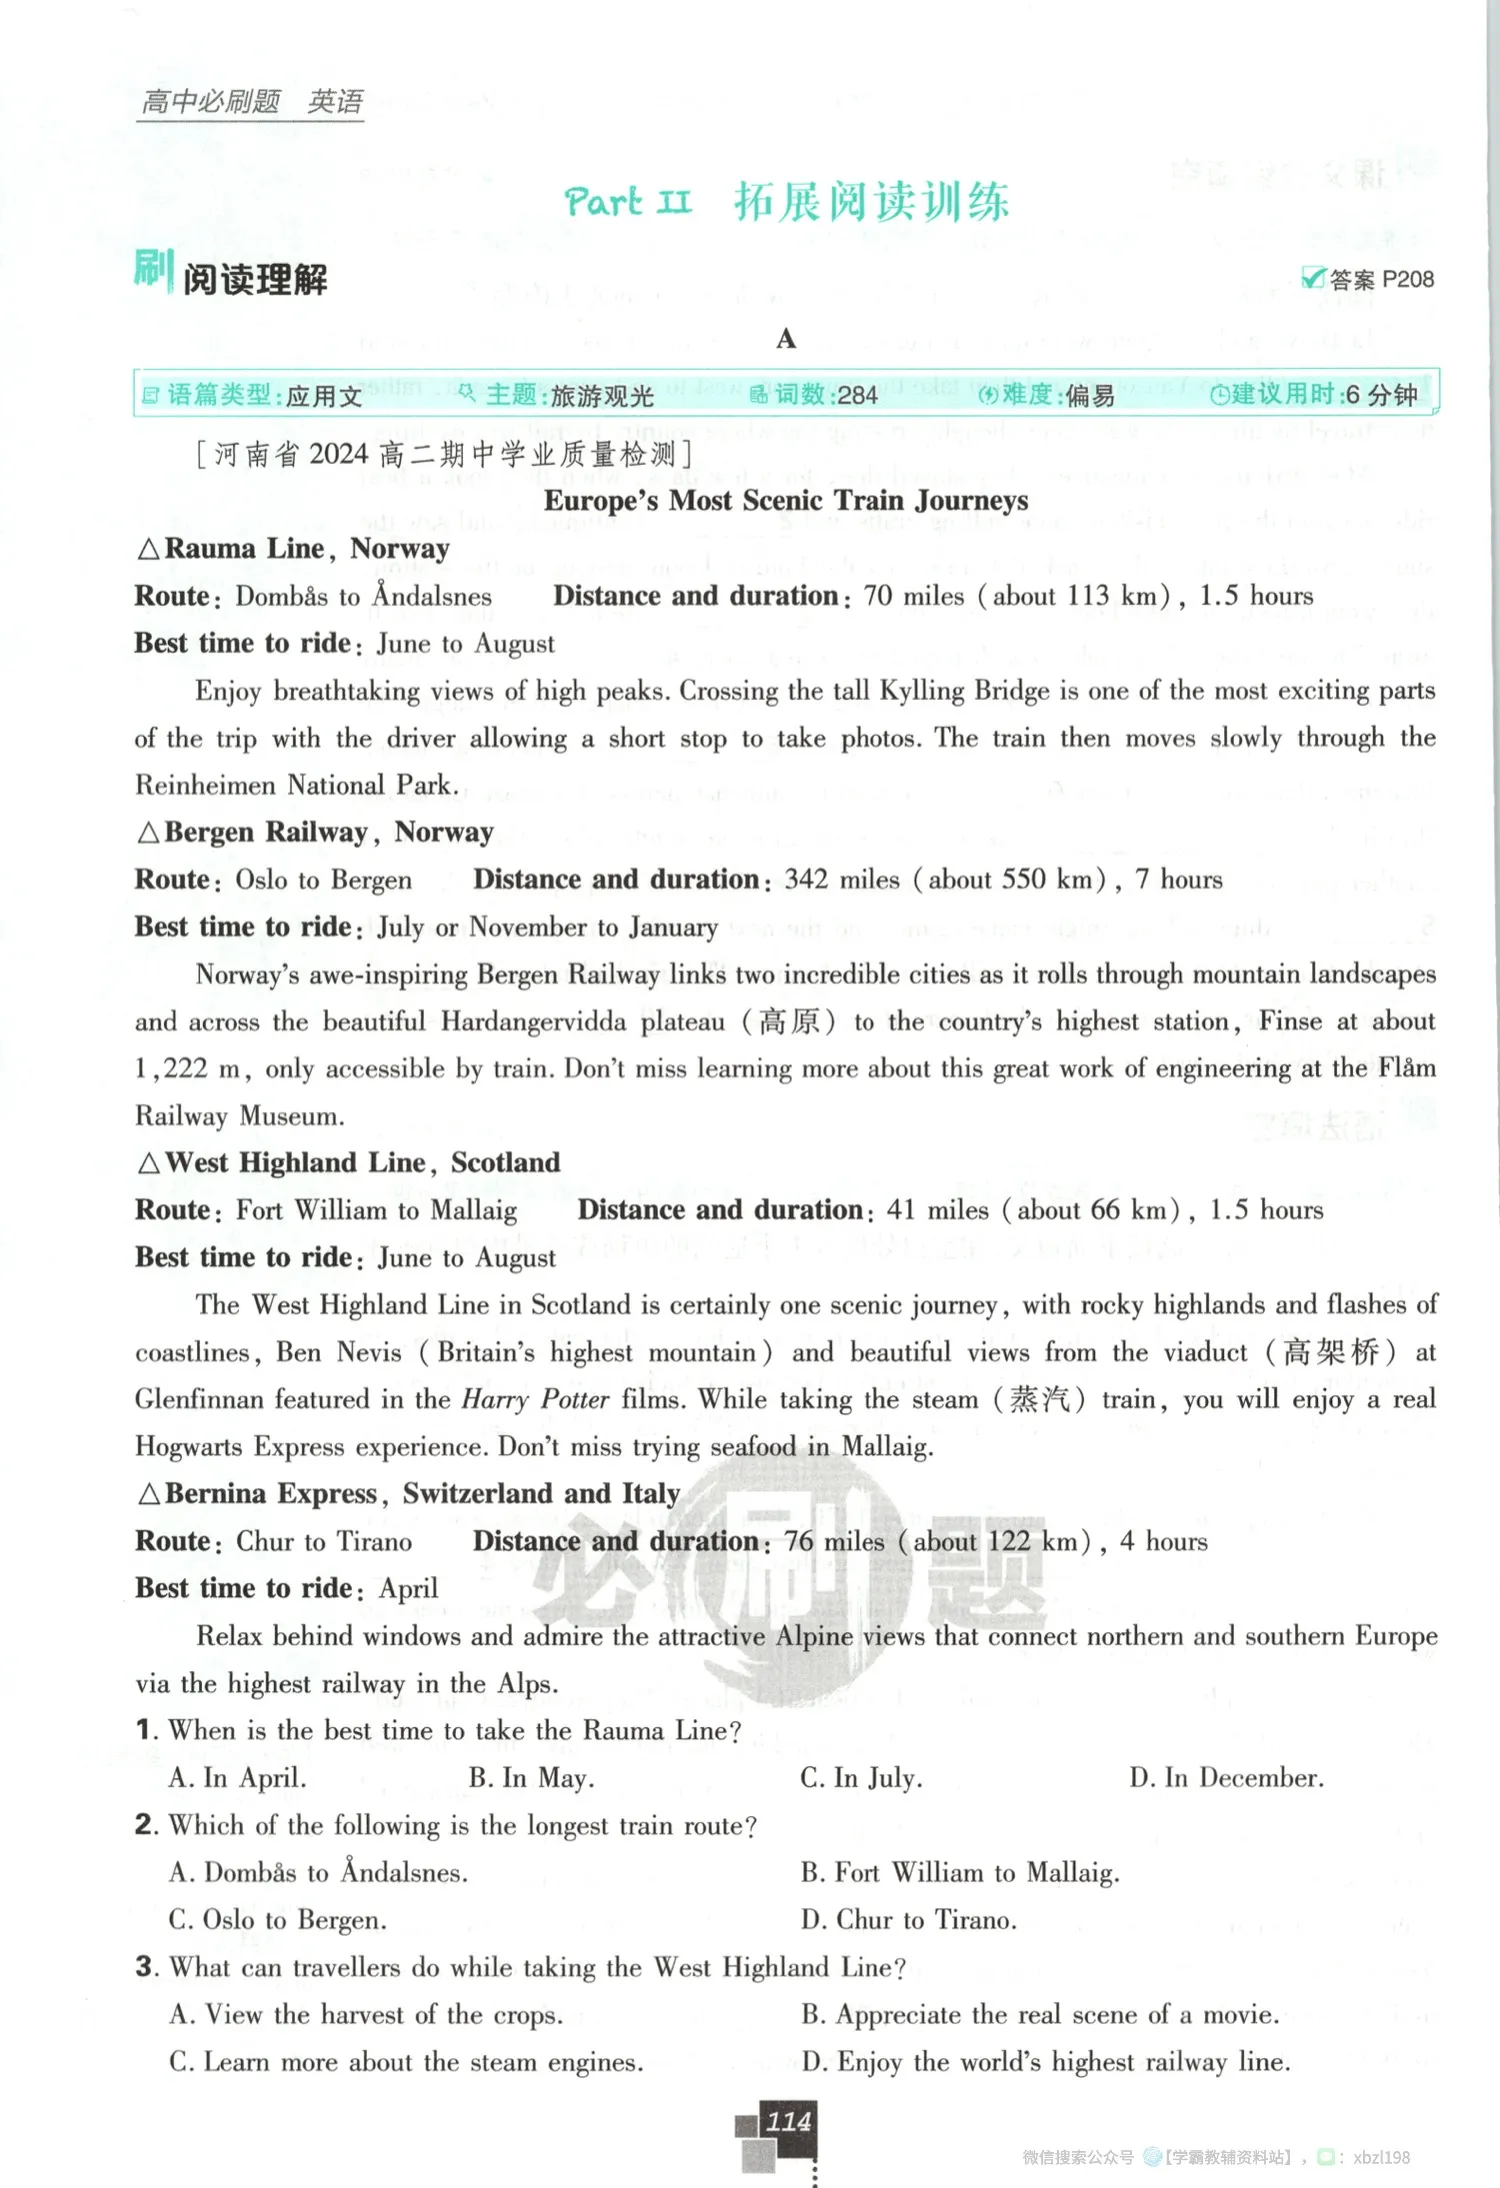 高中必刷题 英语
Part II 拓展阅读训练
刷 阅读理解
答案 P208
A
语篇类型:应用文 主题:旅游观光 词数:284 难度:偏易 建议用时:6 分钟
[河南省 2024 高二期中学业质量检测]
Europe's Most Scenic Train Journeys
△Rauma Line, Norway
Route: Dombås to Åndalsnes Distance and duration: 70 miles (about 113 km), 1.5 hours
Best time to ride: June to August
Enjoy breathtaking views of high peaks. Crossing the tall Kylling Bridge is one of the most exciting parts
of the trip with the driver allowing a short stop to take photos. The train then moves slowly through the
Reinheimen National Park.
△Bergen Railway, Norway
Route: Oslo to Bergen Distance and duration: 342 miles (about 550 km), 7 hours
Best time to ride: July or November to January
Norway's awe-inspiring Bergen Railway links two incredible cities as it rolls through mountain landscapes
and across the beautiful Hardangervidda plateau (高原) to the country's highest station, Finse at about
1,222 m, only accessible by train. Don't miss learning more about this great work of engineering at the Flåm
Railway Museum.
△West Highland Line, Scotland
Route: Fort William to Mallaig Distance and duration: 41 miles (about 66 km), 1.5 hours
Best time to ride: June to August
The West Highland Line in Scotland is certainly one scenic journey, with rocky highlands and flashes of
coastlines, Ben Nevis (Britain's highest mountain) and beautiful views from the viaduct (高架桥) at
Glenfinnan featured in the Harry Potter films. While taking the steam (蒸汽) train, you will enjoy a real
Hogwarts Express experience. Don't miss trying seafood in Mallaig.
△Bernina Express, Switzerland and Italy
Route: Chur to Tirano Distance and duration: 76 miles (about 122 km), 4 hours
Best time to ride: April
必刷题
Relax behind windows and admire the attractive Alpine views that connect northern and southern Europe
via the highest railway in the Alps.
1. When is the best time to take the Rauma Line?
A. In April. B. In May. C. In July. D. In December.
2. Which of the following is the longest train route?
A. Dombås to Åndalsnes. B. Fort William to Mallaig.
C. Oslo to Bergen. D. Chur to Tirano.
3. What can travellers do while taking the West Highland Line?
A. View the harvest of the crops. B. Appreciate the real scene of a movie.
C. Learn more about the steam engines. D. Enjoy the world's highest railway line.
114
微信搜索公众号【学霸教辅资料站】, : xbzl198